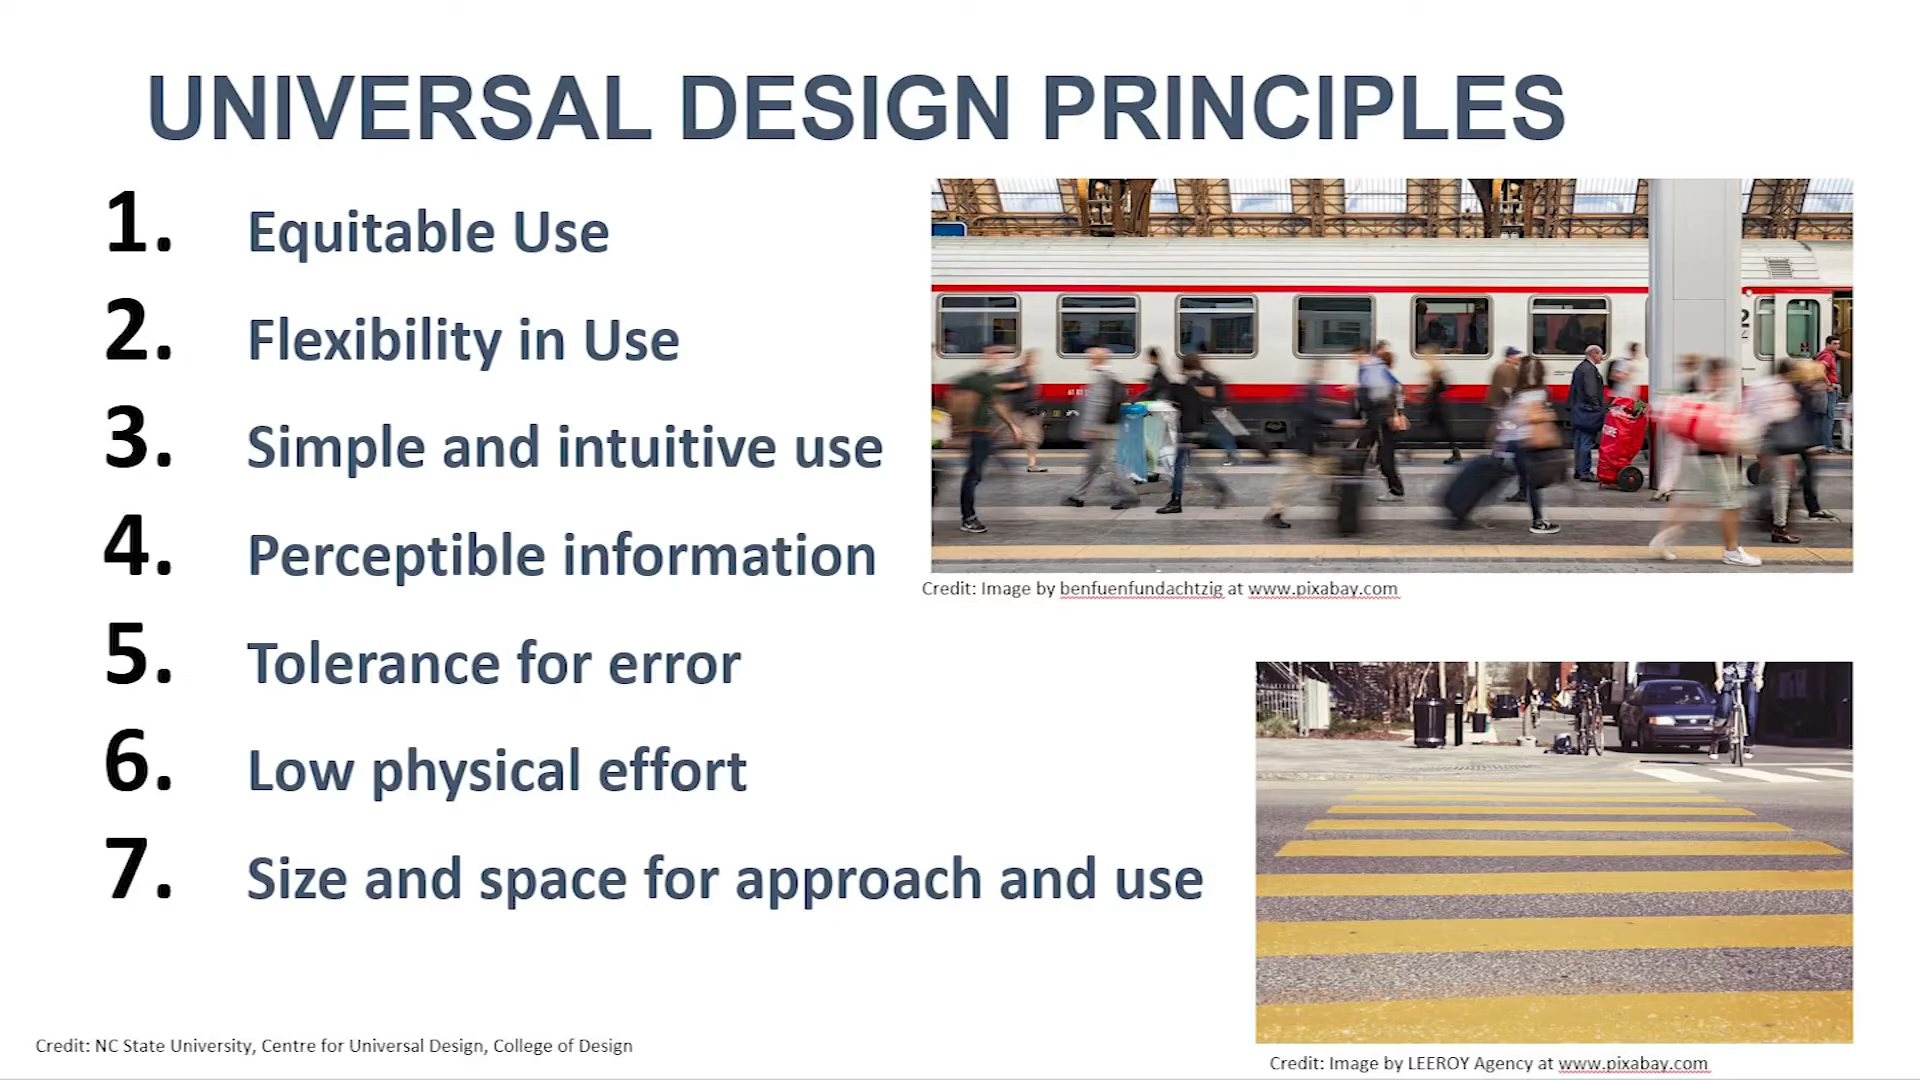 UNIVERSAL DESIGN PRINCIPLES
1. Equitable Use
2. Flexibility in Use
3. Simple and intuitive use
4. Perceptible information
5. Tolerance for error
6. Low physical effort
7. Size and space for approach and use
Credit: Image by benfuenfundachtzig at www.pixabay.com
Credit: NC State University, Centre for Universal Design, College of Design
Credit: Image by LEEROY Agency at www.pixabay.com